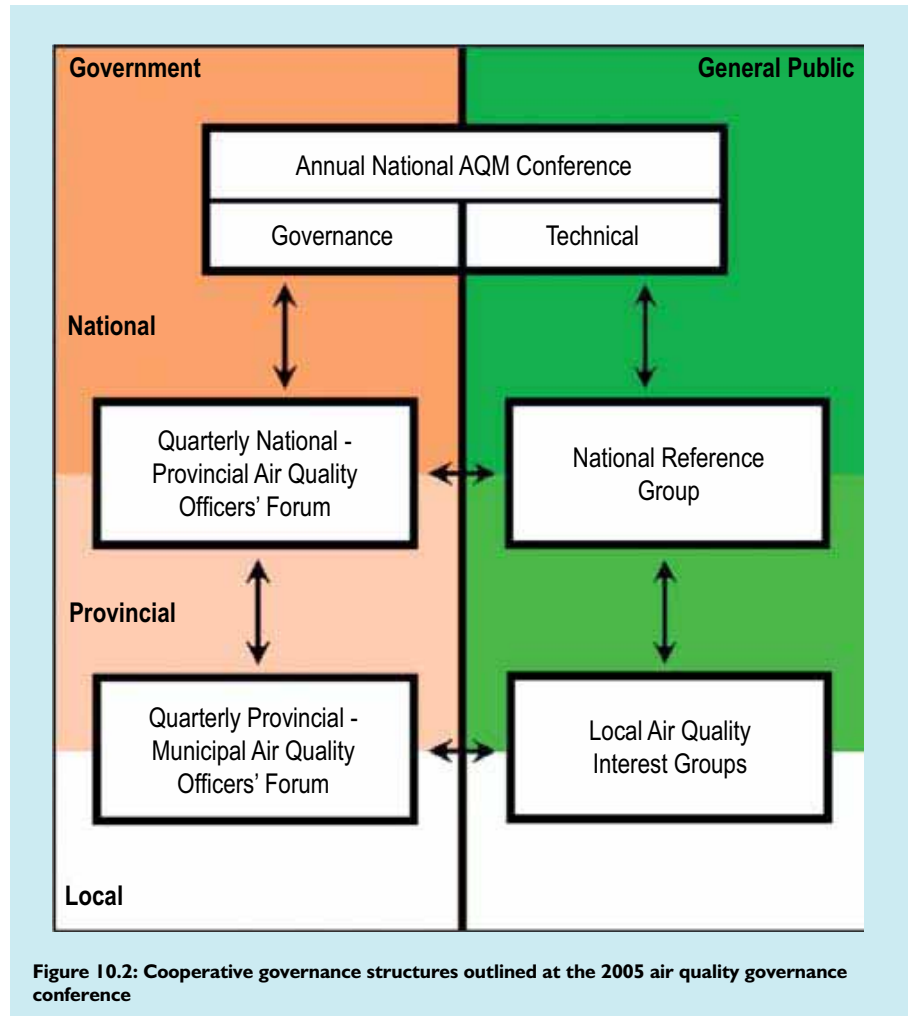 Government
General Public
Annual National AQM Conference
Governance
Technical
National
Quarterly National -
Provincial Air Quality
Officers' Forum
National Reference
Group
Provincial
Quarterly Provincial -
Municipal Air Quality
Officers' Forum
Local Air Quality
Interest Groups
Local
Figure 10.2: Cooperative governance structures outlined at the 2005 air quality governance
conference